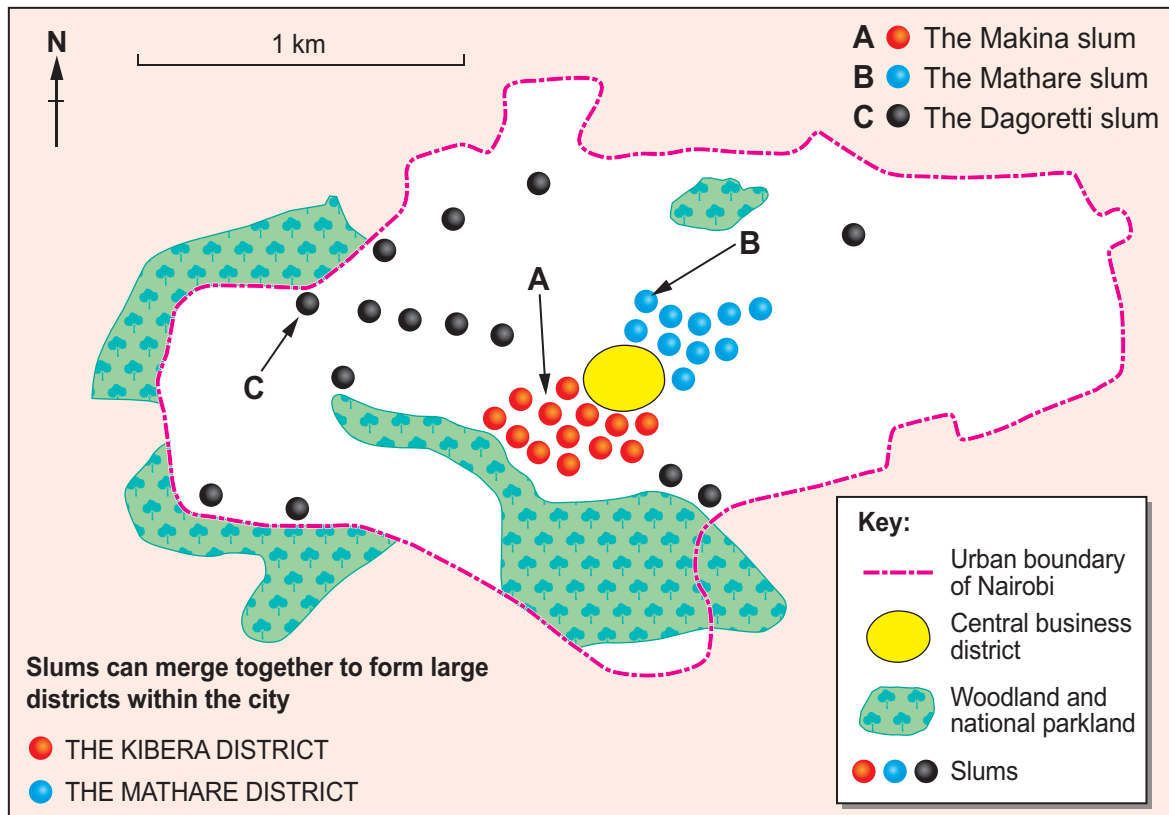 N
1 km
A The Makina slum
B The Mathare slum
C The Dagoretti slum
B
A
C
Slums can merge together to form large
districts within the city
THE KIBERA DISTRICT
THE MATHARE DISTRICT
Key:
Urban boundary
of Nairobi
Central business
district
Woodland and
national parkland
Slums